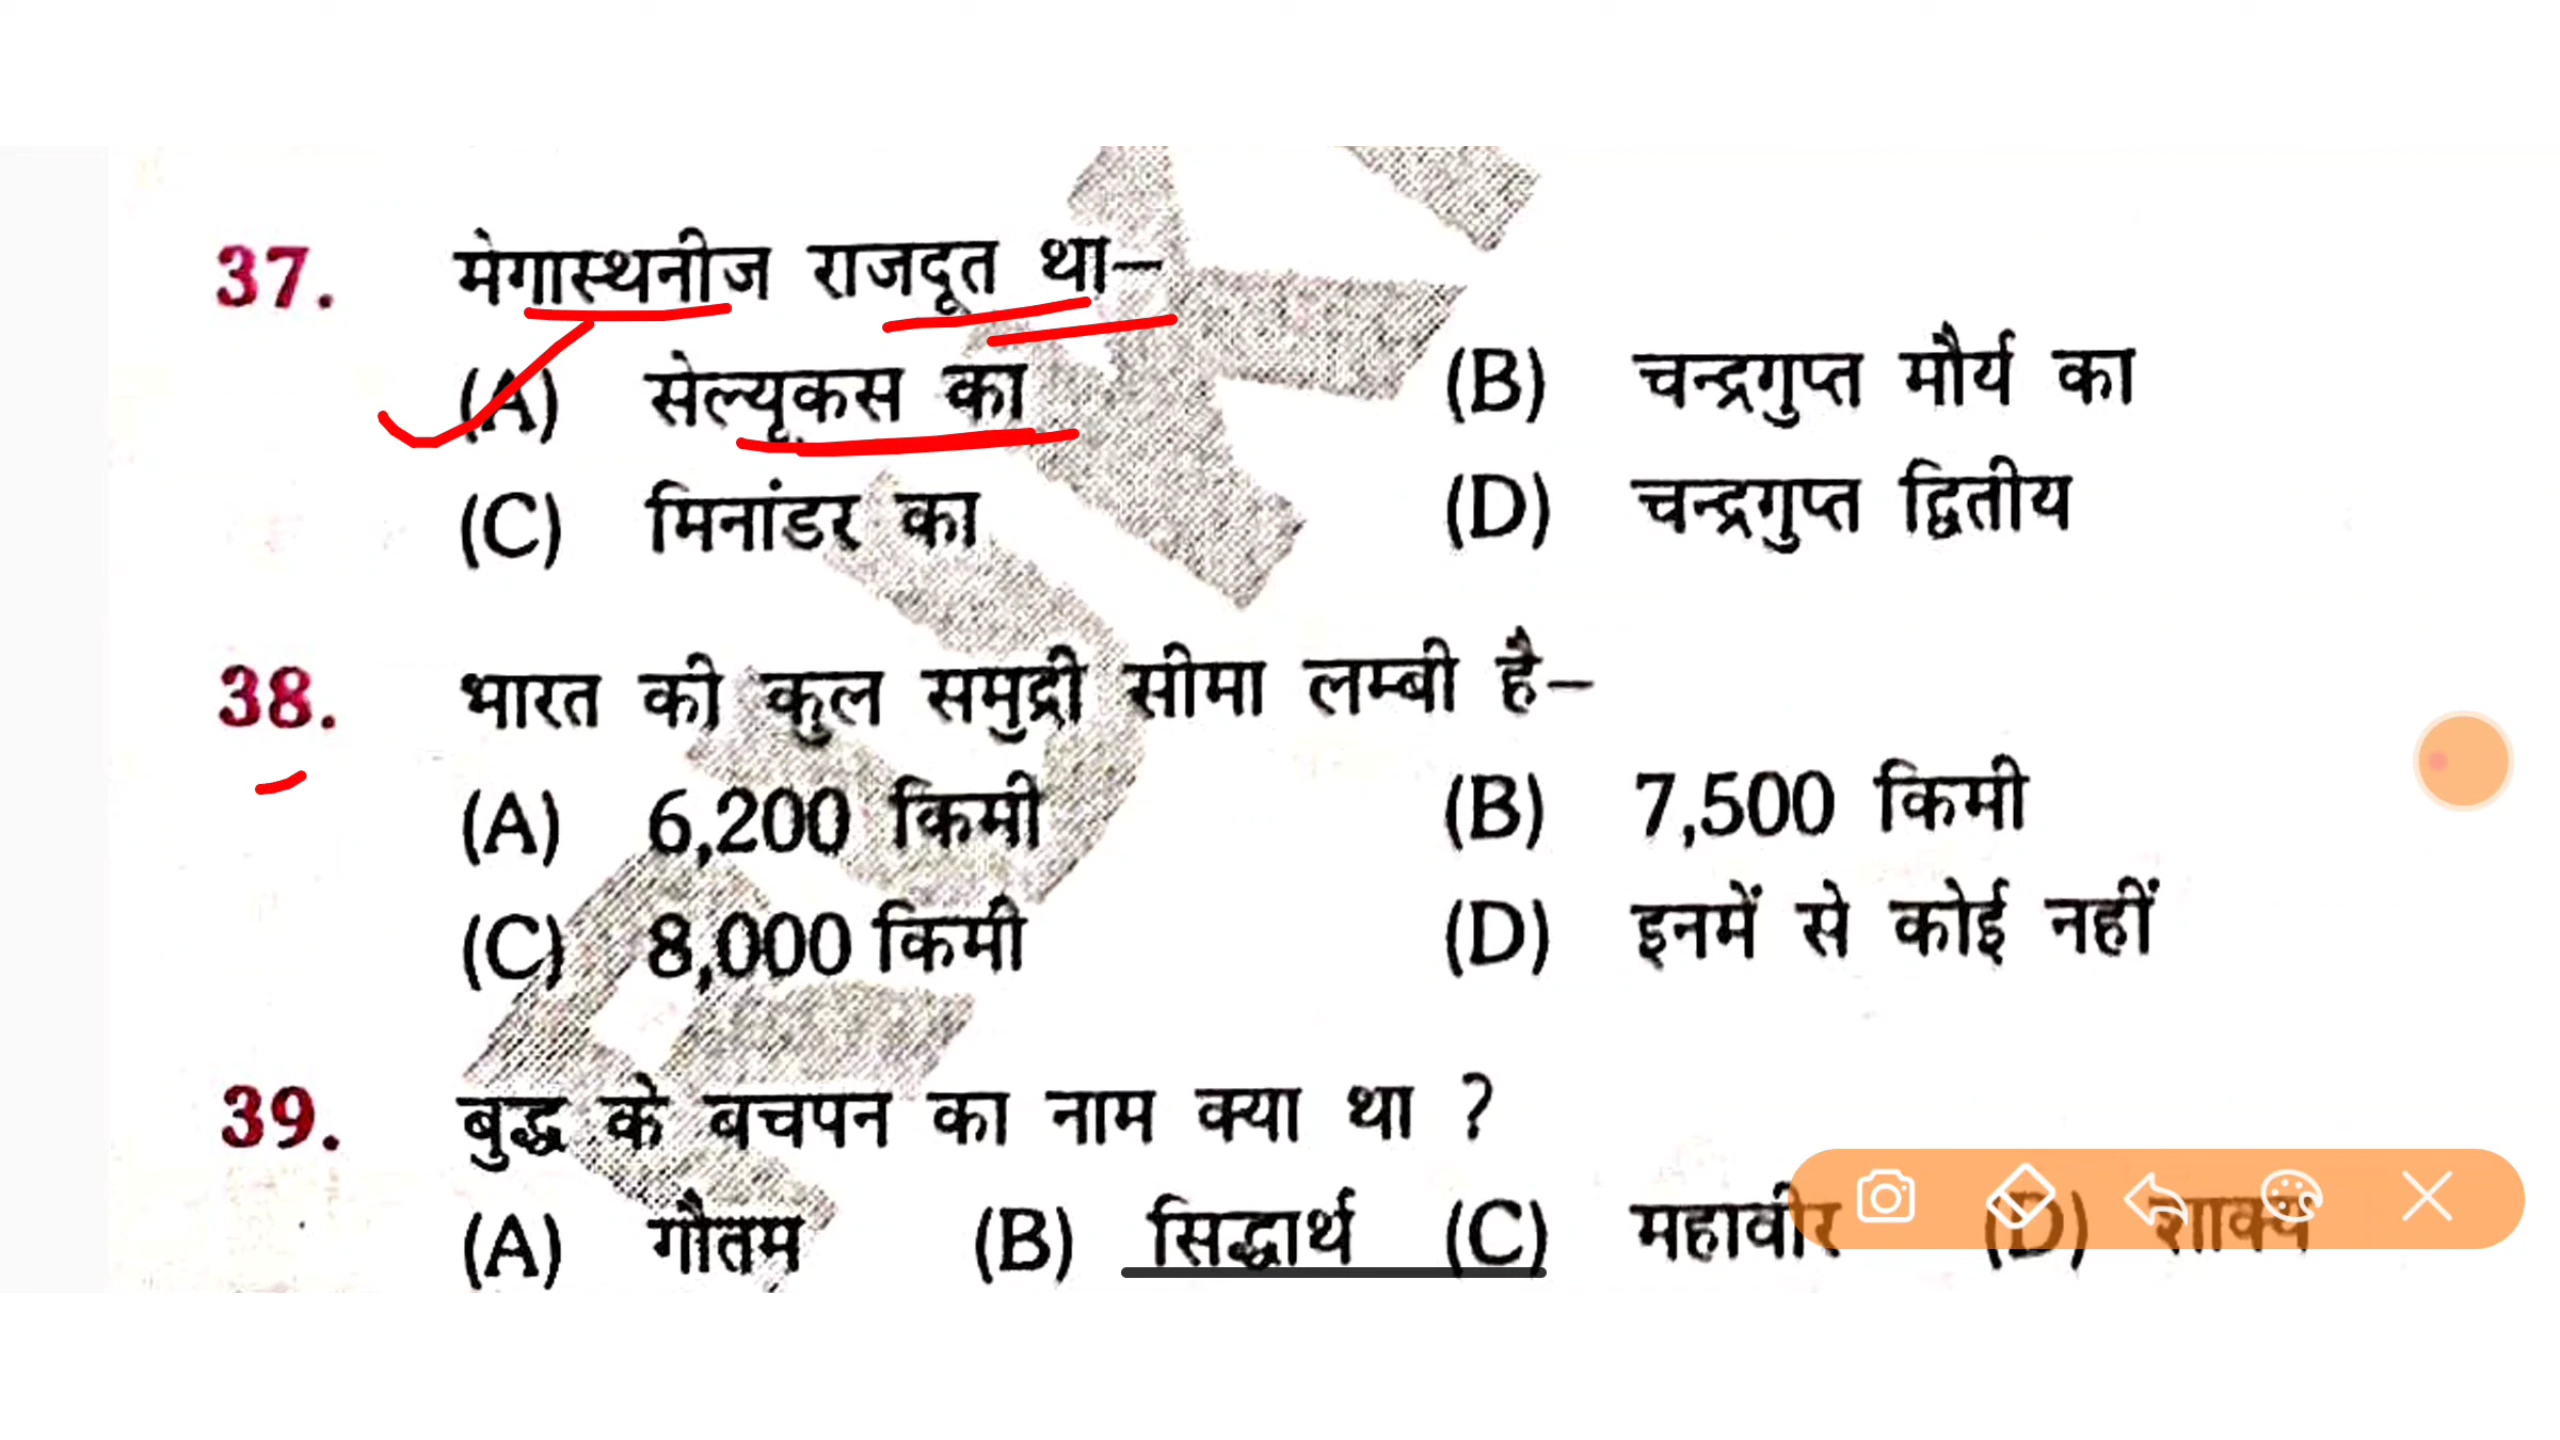 37. मेगास्थनीज राजदूत था–
(A) सेल्यूकस का (B) चन्द्रगुप्त मौर्य का
(C) मिनांडर का (D) चन्द्रगुप्त द्वितीय
38. भारत की कुल समुद्री सीमा लम्बी है–
(A) 6,200 किमी (B) 7,500 किमी
(C) 8,000 किमी (D) इनमें से कोई नहीं
39. बुद्ध के बचपन का नाम क्या था ?
(A) गौतम (B) सिद्धार्थ (C) महावीर (D) शाक्य